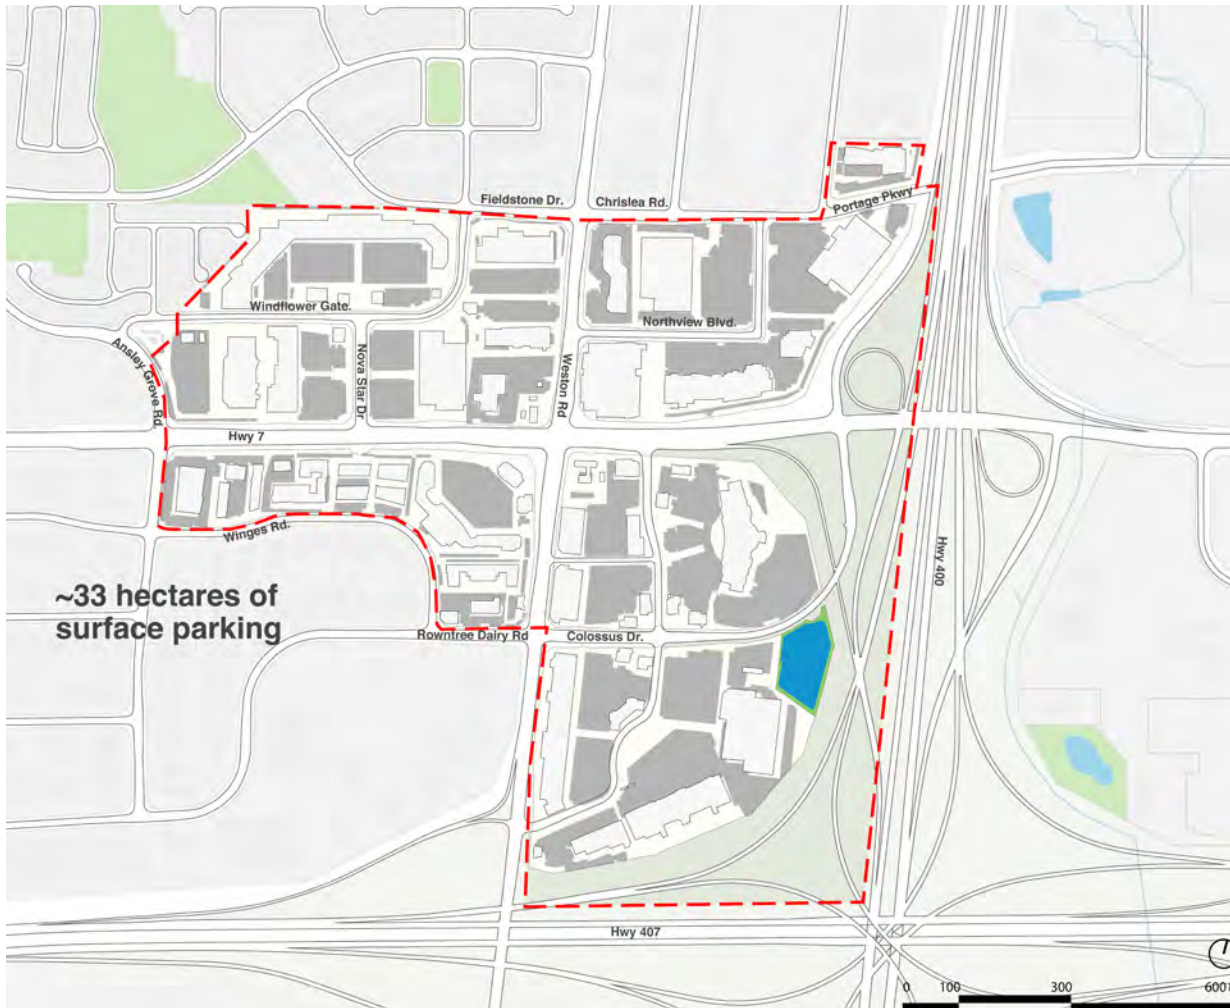 Fieldstone Dr.
Chrislea Rd.
Portage Pkwy
Windflower Gate.
Northview Blvd.
Ansley Grove Rd.
Nova Star Dr
Weston Rd
Hwy 7
Winges Rd.
Hwy 400
~33 hectares of
surface parking
Rowntree Dairy Rd
Colossus Dr.
Hwy 407
0 100 300 600